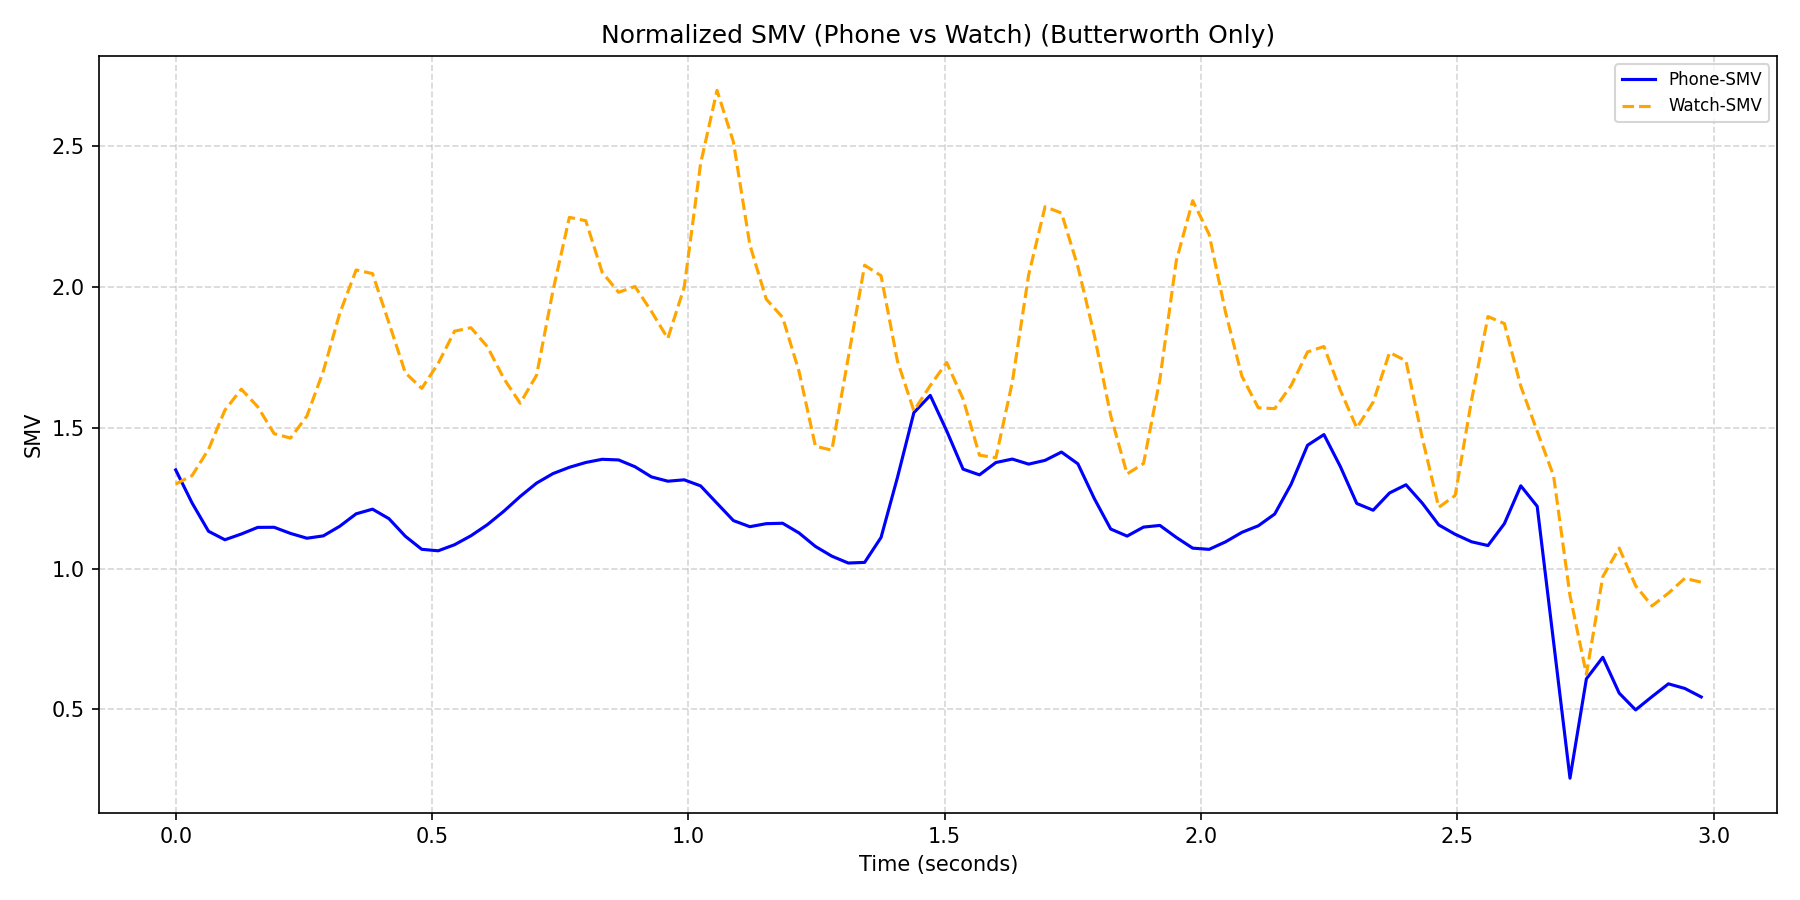 Normalized SMV (Phone vs Watch) (Butterworth Only)
Phone-SMV
Watch-SMV
SMV
2.5
2.0
1.5
1.0
0.5
0.0 0.5 1.0 1.5 2.0 2.5 3.0
Time (seconds)